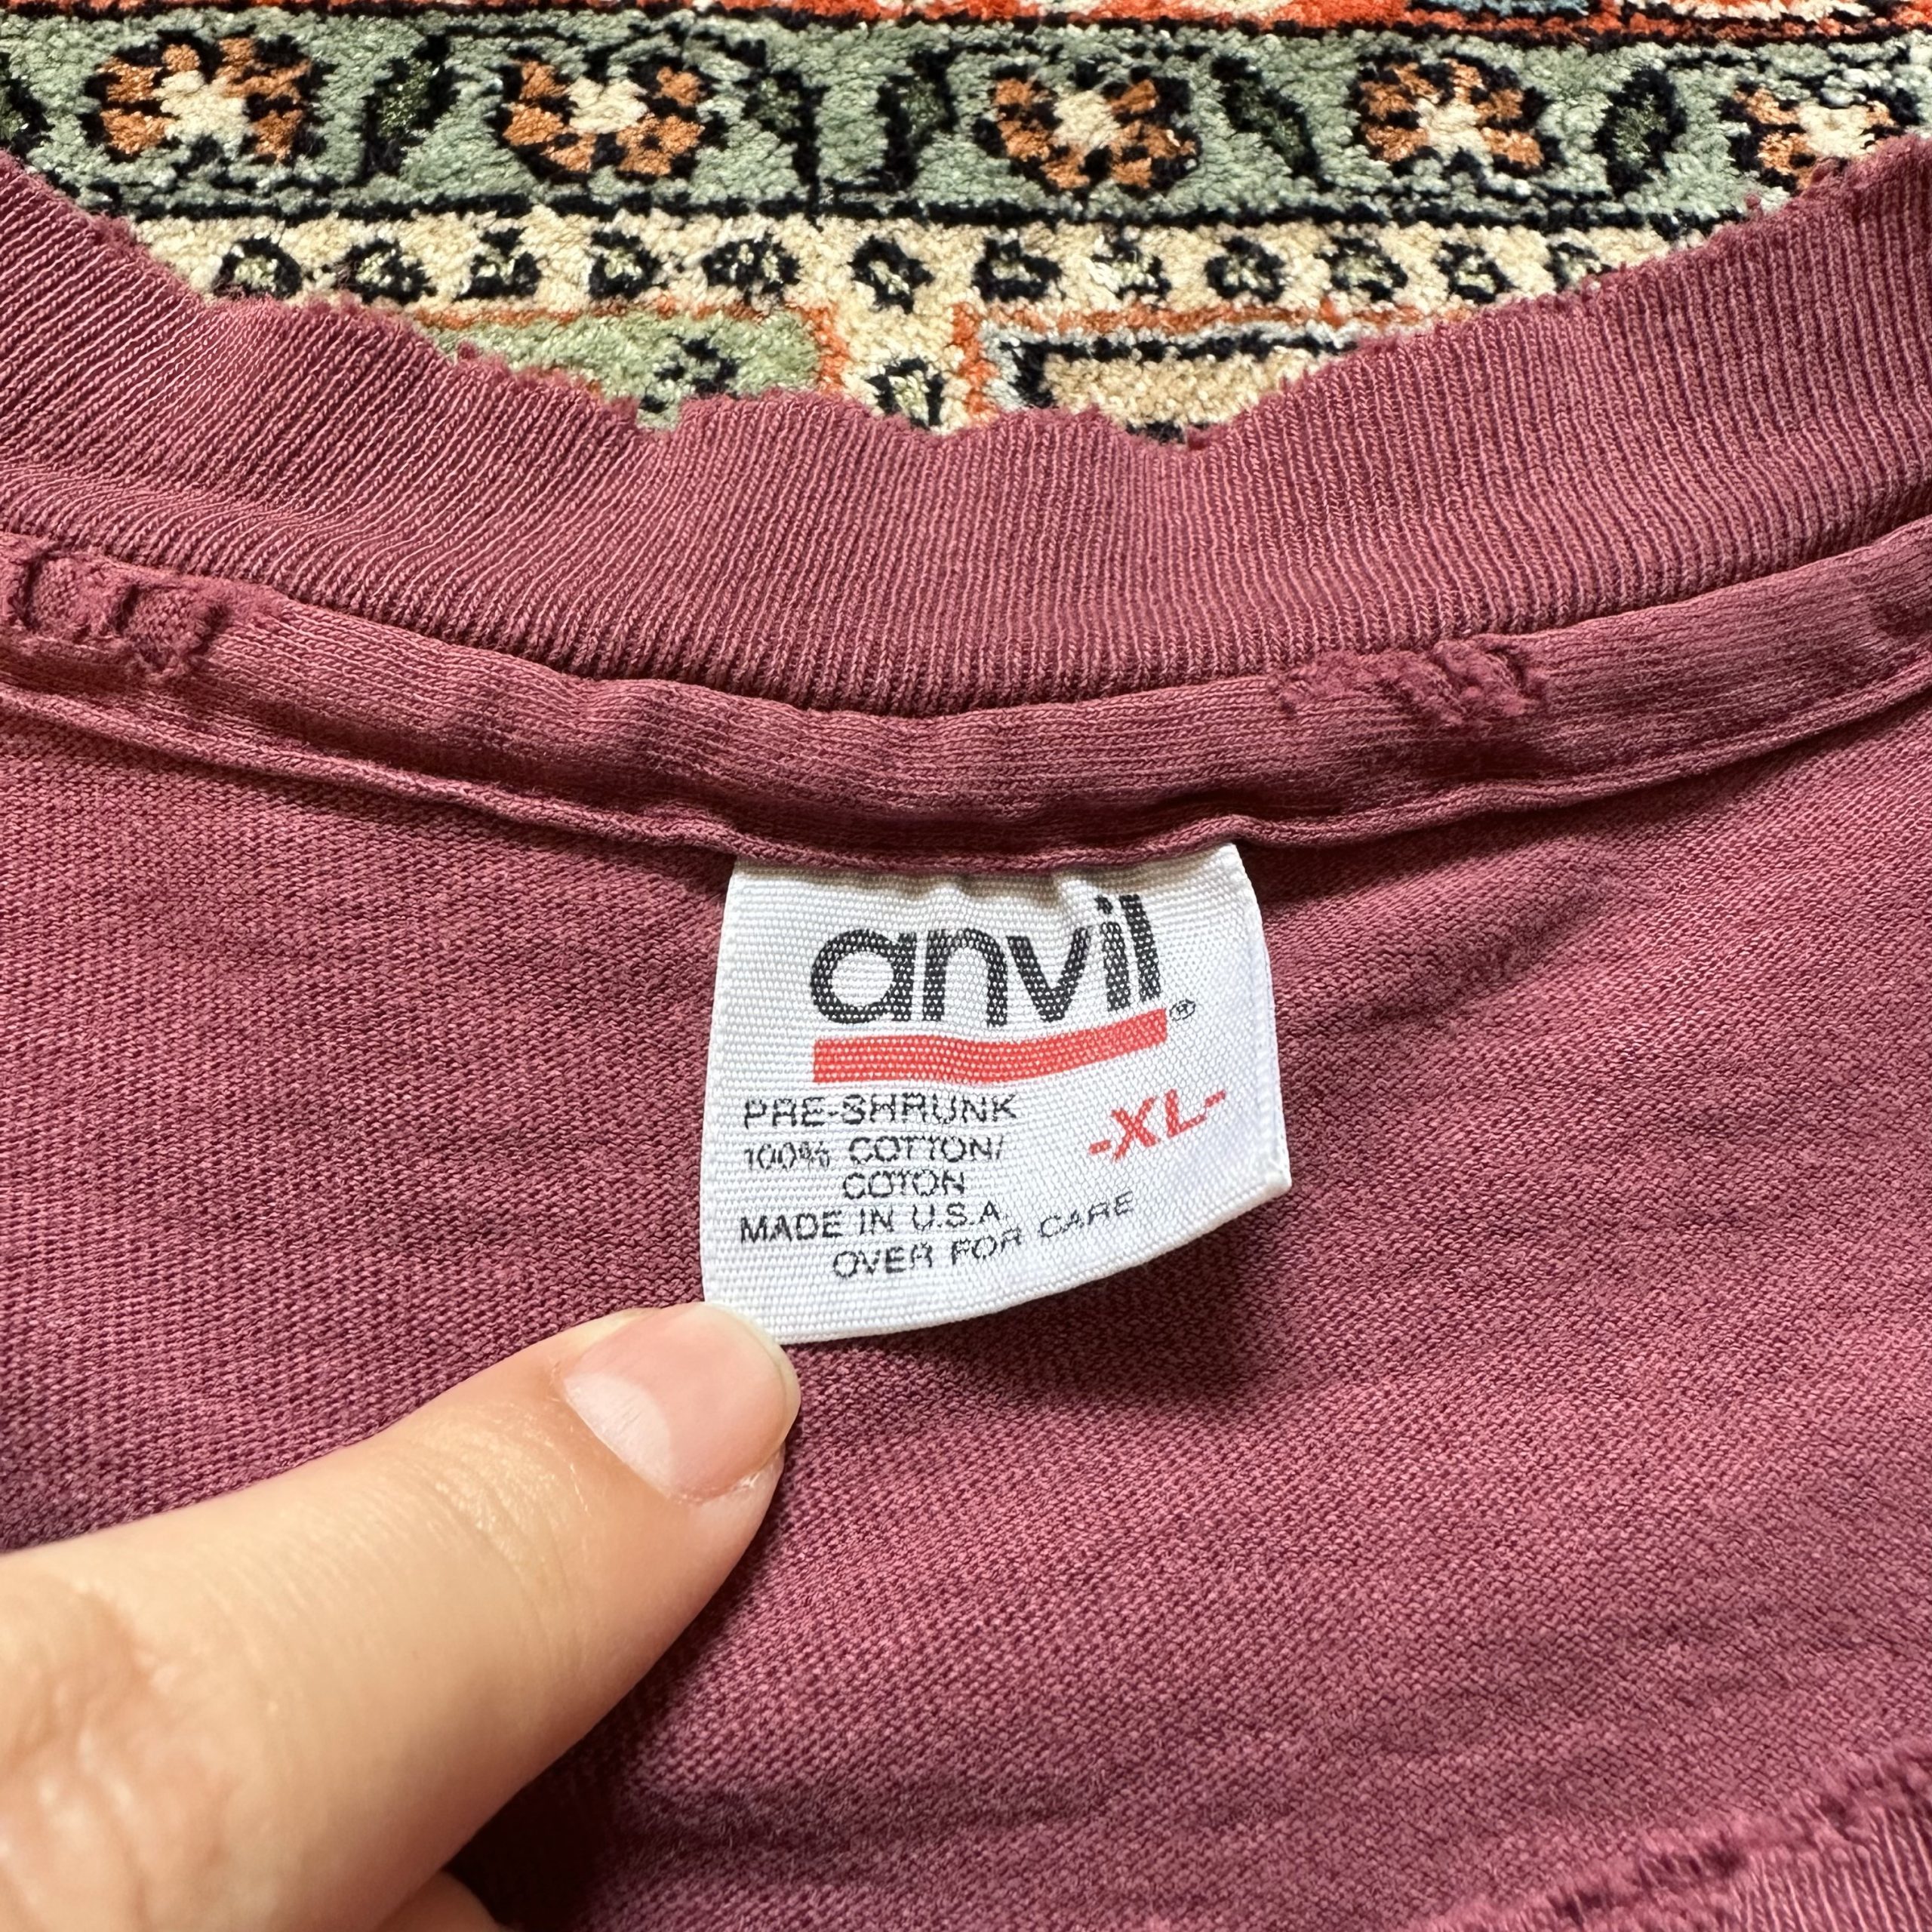 anvil®
PRE-SHRUNK
-XL-
100% COTTON/
COTON
MADE IN U.S.A.
OVER FOR CARE